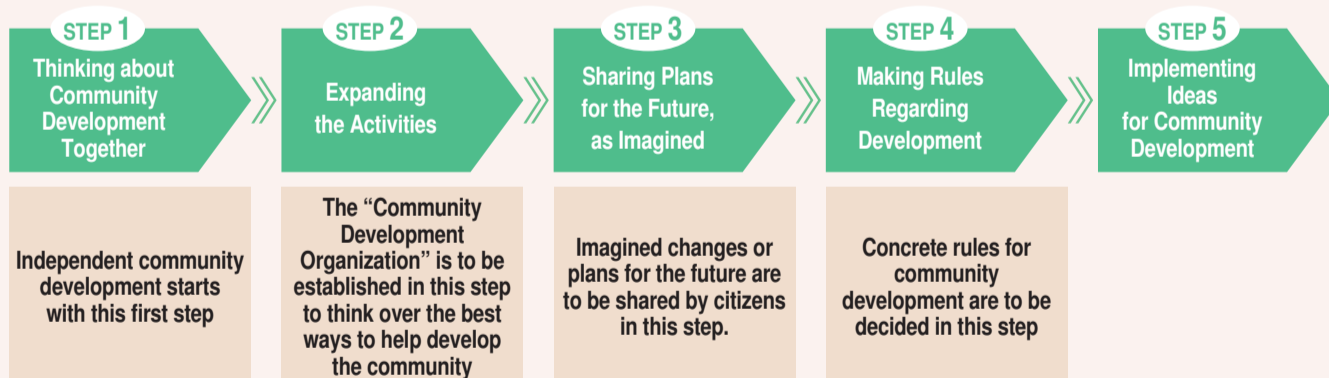 STEP 1
Thinking about
Community
Development
Together
Independent community
development starts
with this first step
STEP 2
Expanding
the Activities
The “Community
Development
Organization” is to be
established in this step
to think over the best
ways to help develop
the community
STEP 3
Sharing Plans
for the Future,
as Imagined
Imagined changes or
plans for the future are
to be shared by citizens
in this step.
STEP 4
Making Rules
Regarding
Development
Concrete rules for
community
development are to be
decided in this step
STEP 5
Implementing
Ideas
for Community
Development